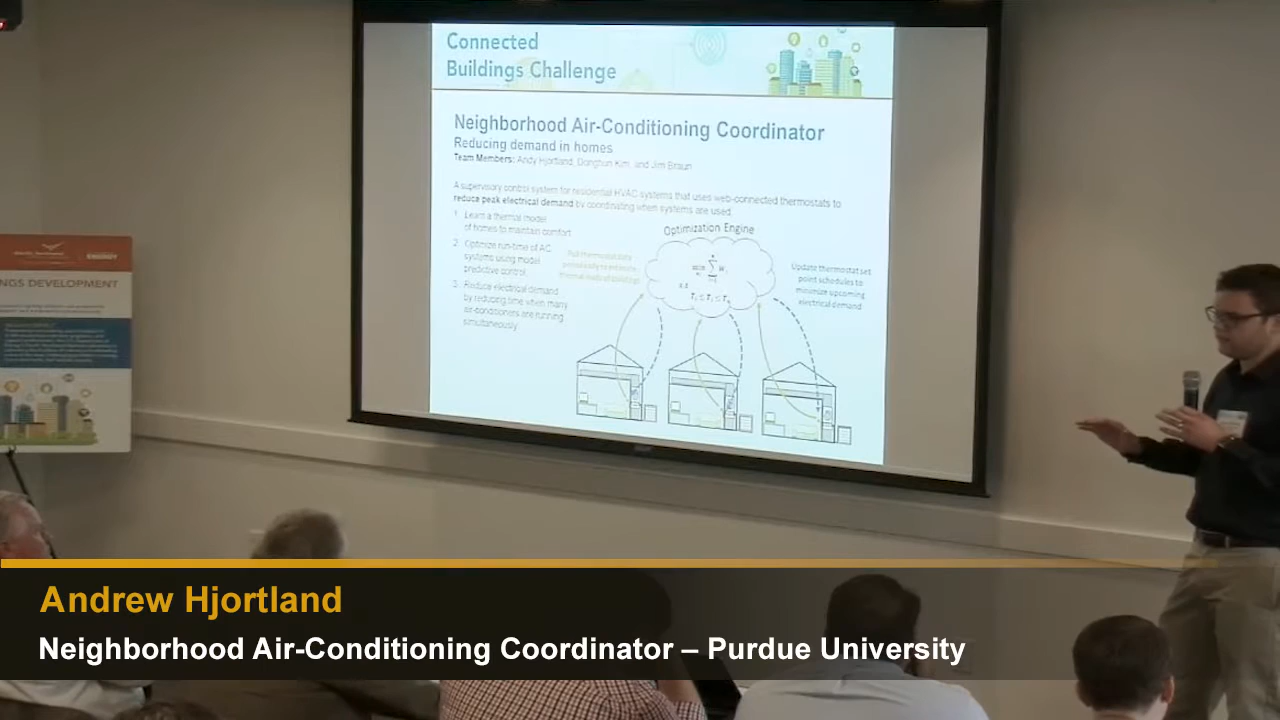 Connected
Buildings Challenge
Neighborhood Air-Conditioning Coordinator
Reducing demand in homes
Team Members: Andy Hjortland, Donghun Kim, and Jim Braun
A supervisory control system for residential HVAC systems that uses web-connected thermostats to
reduce peak electrical demand by coordinating when systems are used.
1. Learn a thermal model
of homes to maintain comfort.
2. Optimize run-time of AC
systems using model
predictive control.
3. Reduce electrical demand
by reducing time when many
air-conditioners are running
simultaneously.
Optimization Engine
Update thermostat set
point schedules to
minimize upcoming
electrical demand
ENERGY
NGS DEVELOPMENT
Andrew Hjortland
Neighborhood Air-Conditioning Coordinator – Purdue University